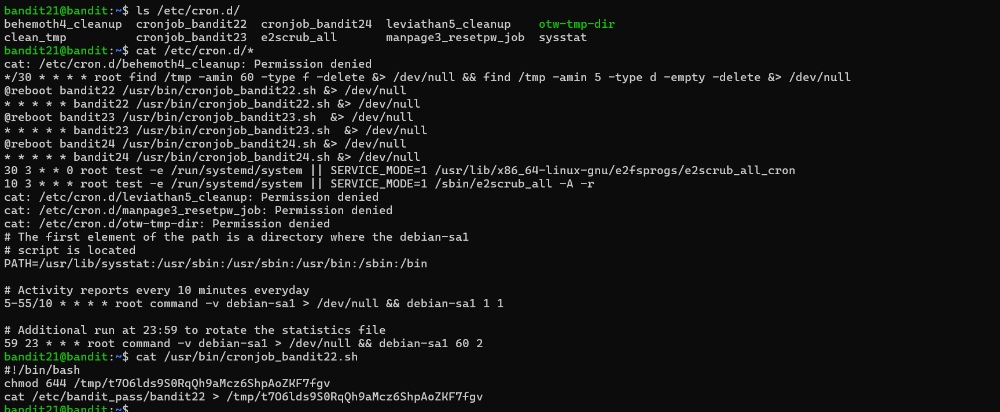 bandit21@bandit:~$ ls /etc/cron.d/
behemoth4_cleanup  cronjob_bandit22  cronjob_bandit24  leviathan5_cleanup    otw-tmp-dir
clean_tmp          cronjob_bandit23  e2scrub_all       manpage3_resetpw_job  sysstat
bandit21@bandit:~$ cat /etc/cron.d/*
cat: /etc/cron.d/behemoth4_cleanup: Permission denied
*/30 * * * * root find /tmp -amin 60 -type f -delete &> /dev/null && find /tmp -amin 5 -type d -empty -delete &> /dev/null
@reboot bandit22 /usr/bin/cronjob_bandit22.sh &> /dev/null
* * * * * bandit22 /usr/bin/cronjob_bandit22.sh &> /dev/null
@reboot bandit23 /usr/bin/cronjob_bandit23.sh  &> /dev/null
* * * * * bandit23 /usr/bin/cronjob_bandit23.sh  &> /dev/null
@reboot bandit24 /usr/bin/cronjob_bandit24.sh &> /dev/null
* * * * * bandit24 /usr/bin/cronjob_bandit24.sh &> /dev/null
30 3 * * 0 root test -e /run/systemd/system || SERVICE_MODE=1 /usr/lib/x86_64-linux-gnu/e2fsprogs/e2scrub_all_cron
10 3 * * * root test -e /run/systemd/system || SERVICE_MODE=1 /sbin/e2scrub_all -A -r
cat: /etc/cron.d/leviathan5_cleanup: Permission denied
cat: /etc/cron.d/manpage3_resetpw_job: Permission denied
cat: /etc/cron.d/otw-tmp-dir: Permission denied
# The first element of the path is a directory where the debian-sa1
# script is located
PATH=/usr/lib/sysstat:/usr/sbin:/usr/sbin:/usr/bin:/sbin:/bin

# Activity reports every 10 minutes everyday
5-55/10 * * * * root command -v debian-sa1 > /dev/null && debian-sa1 1 1

# Additional run at 23:59 to rotate the statistics file
59 23 * * * root command -v debian-sa1 > /dev/null && debian-sa1 60 2
bandit21@bandit:~$ cat /usr/bin/cronjob_bandit22.sh
#!/bin/bash
chmod 644 /tmp/t7O6lds9S0RqQh9aMcz6ShpAoZKF7fgv
cat /etc/bandit_pass/bandit22 > /tmp/t7O6lds9S0RqQh9aMcz6ShpAoZKF7fgv
bandit21@bandit:~$